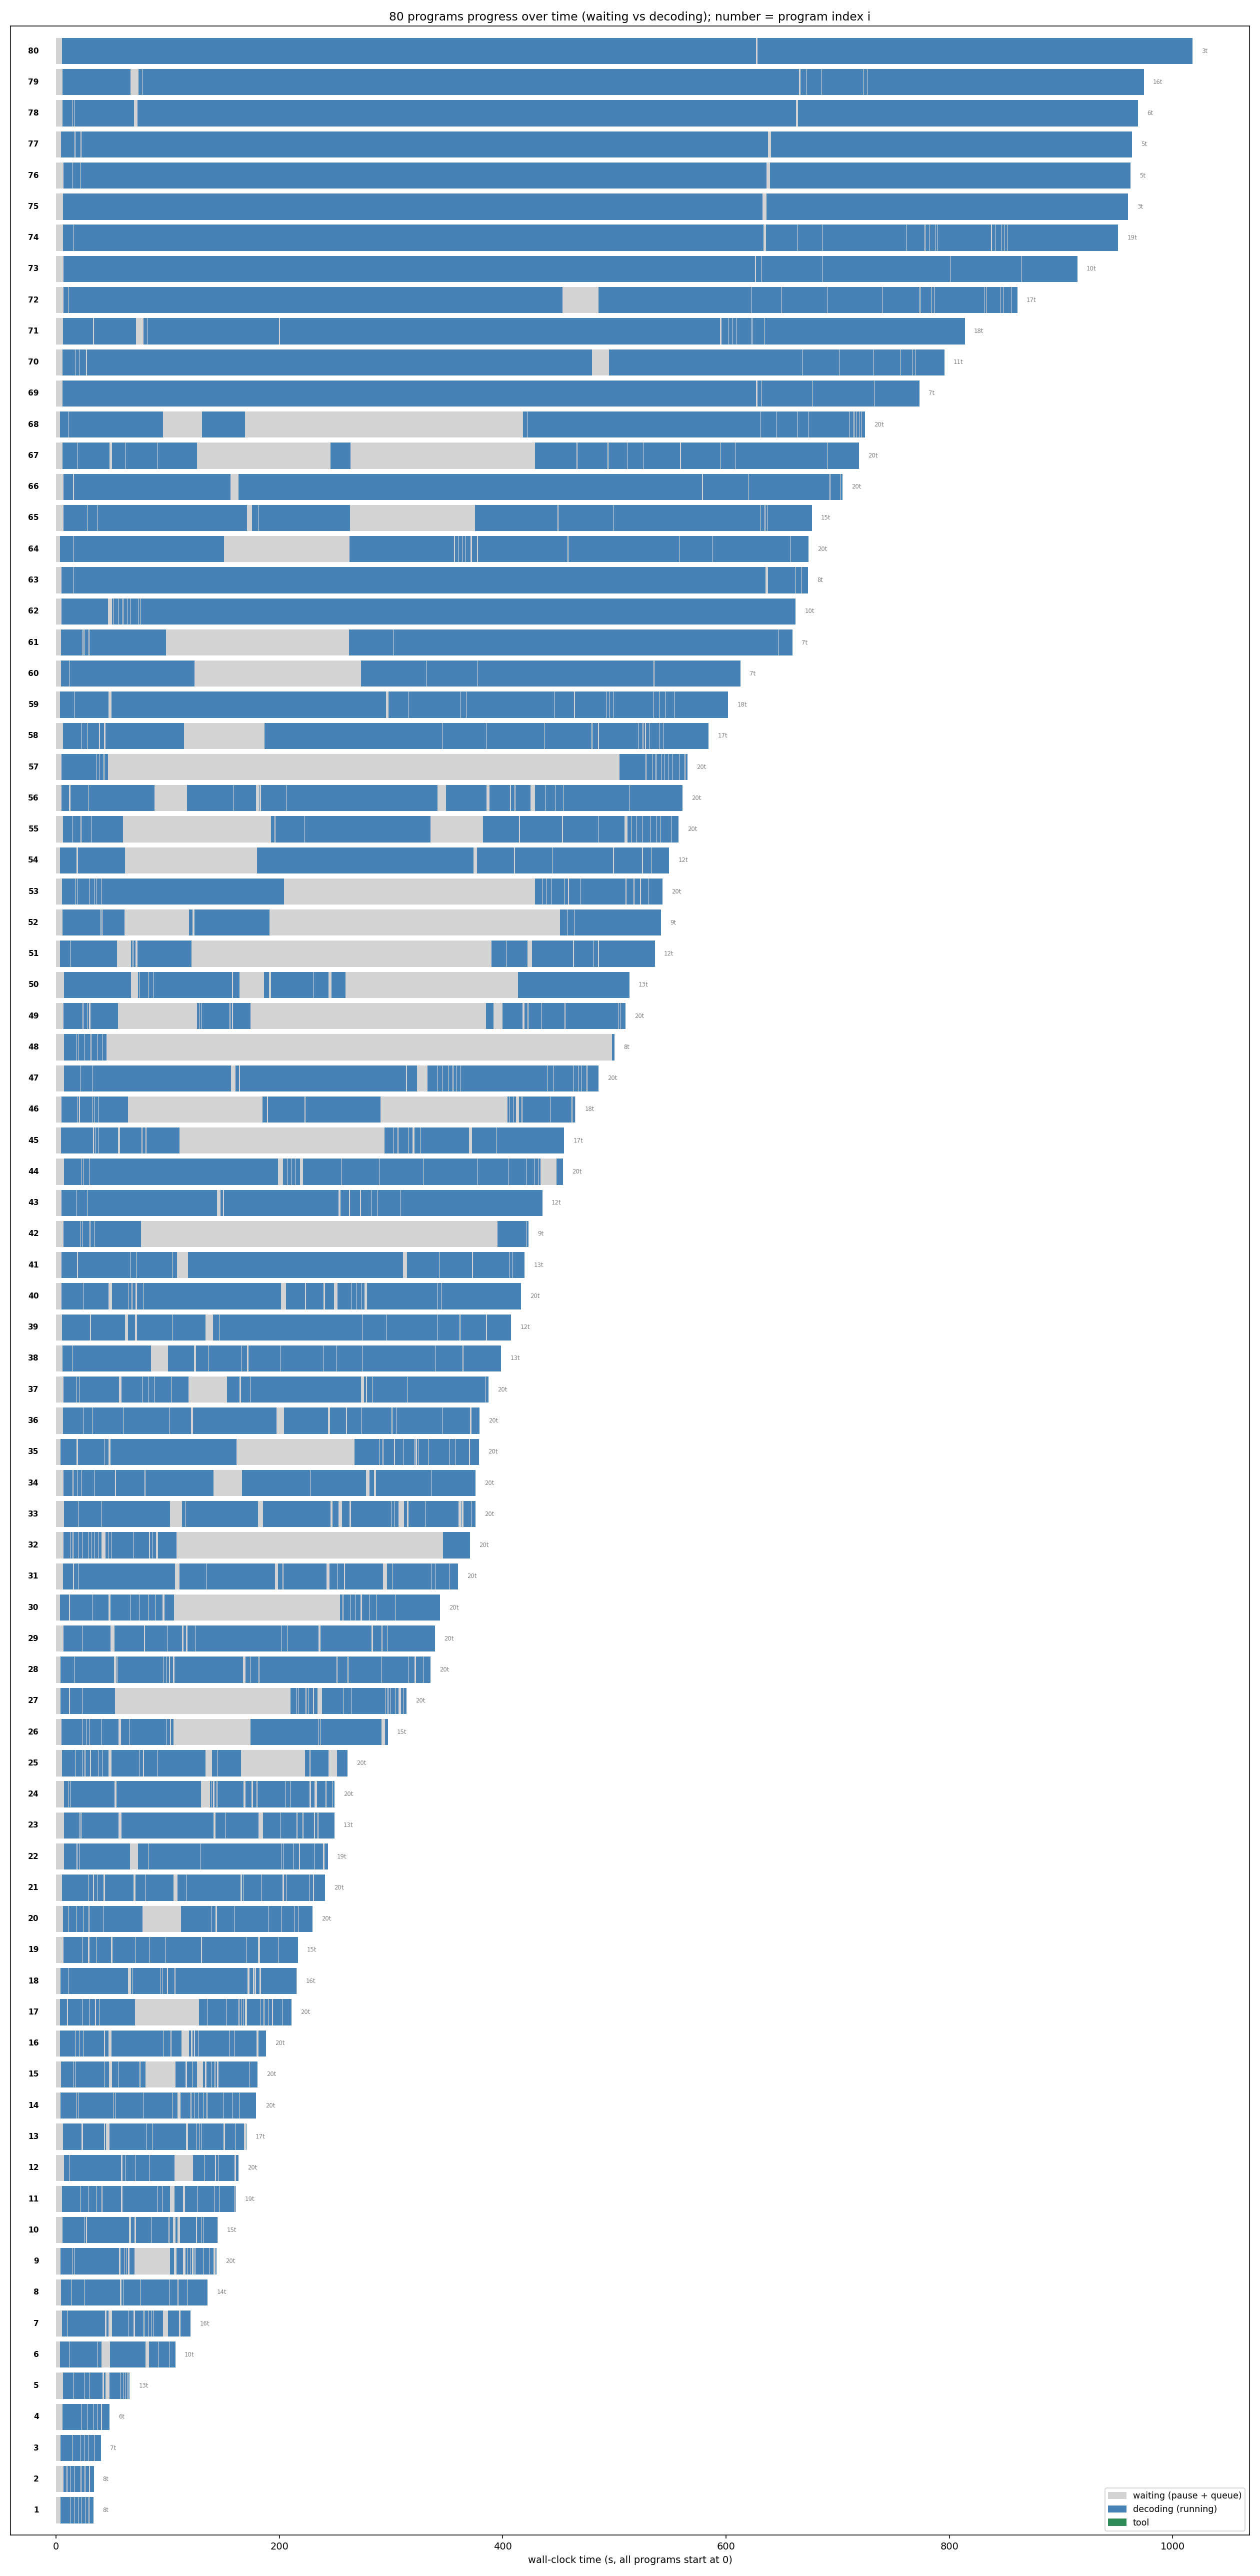 80 programs progress over time (waiting vs decoding); number = program index i
80 3t
79 16t
78 6t
77 5t
76 5t
75 3t
74 19t
73 10t
72 17t
71 18t
70 11t
69 7t
68 20t
67 20t
66 20t
65 15t
64 20t
63 8t
62 10t
61 7t
60 7t
59 18t
58 17t
57 20t
56 20t
55 20t
54 12t
53 20t
52 9t
51 12t
50 13t
49 20t
48 8t
47 20t
46 18t
45 17t
44 20t
43 12t
42 9t
41 13t
40 20t
39 12t
38 13t
37 20t
36 20t
35 20t
34 20t
33 20t
32 20t
31 20t
30 20t
29 20t
28 20t
27 20t
26 15t
25 20t
24 20t
23 13t
22 19t
21 20t
20 20t
19 15t
18 16t
17 20t
16 20t
15 20t
14 20t
13 17t
12 20t
11 19t
10 15t
9 20t
8 14t
7 16t
6 10t
5 13t
4 6t
3 7t
2 8t
1 8t
waiting (pause + queue)
decoding (running)
tool
0 200 400 600 800 1000
wall-clock time (s, all programs start at 0)